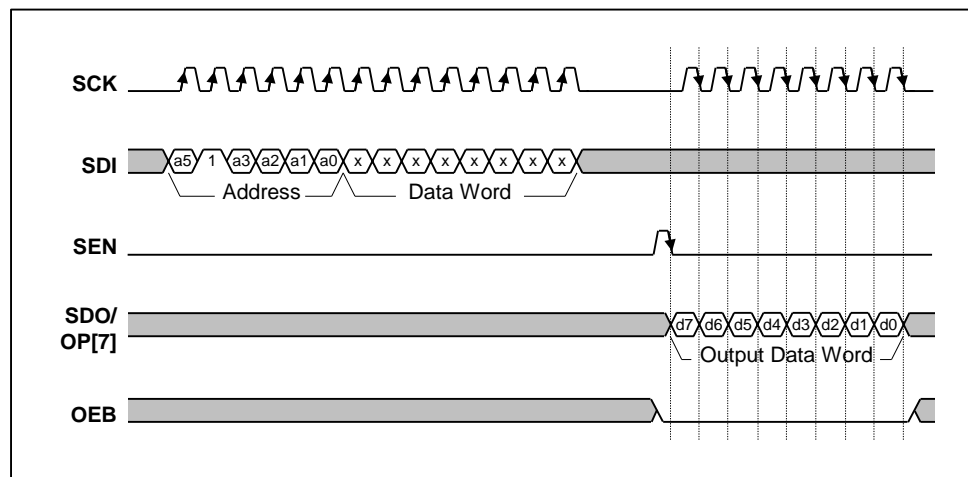 SCK
SDI
a5 1 a3 a2 a1 a0 x x x x x x x x
Address
Data Word
SEN
SDO/
OP[7]
d7 d6 d5 d4 d3 d2 d1 d0
Output Data Word
OEB